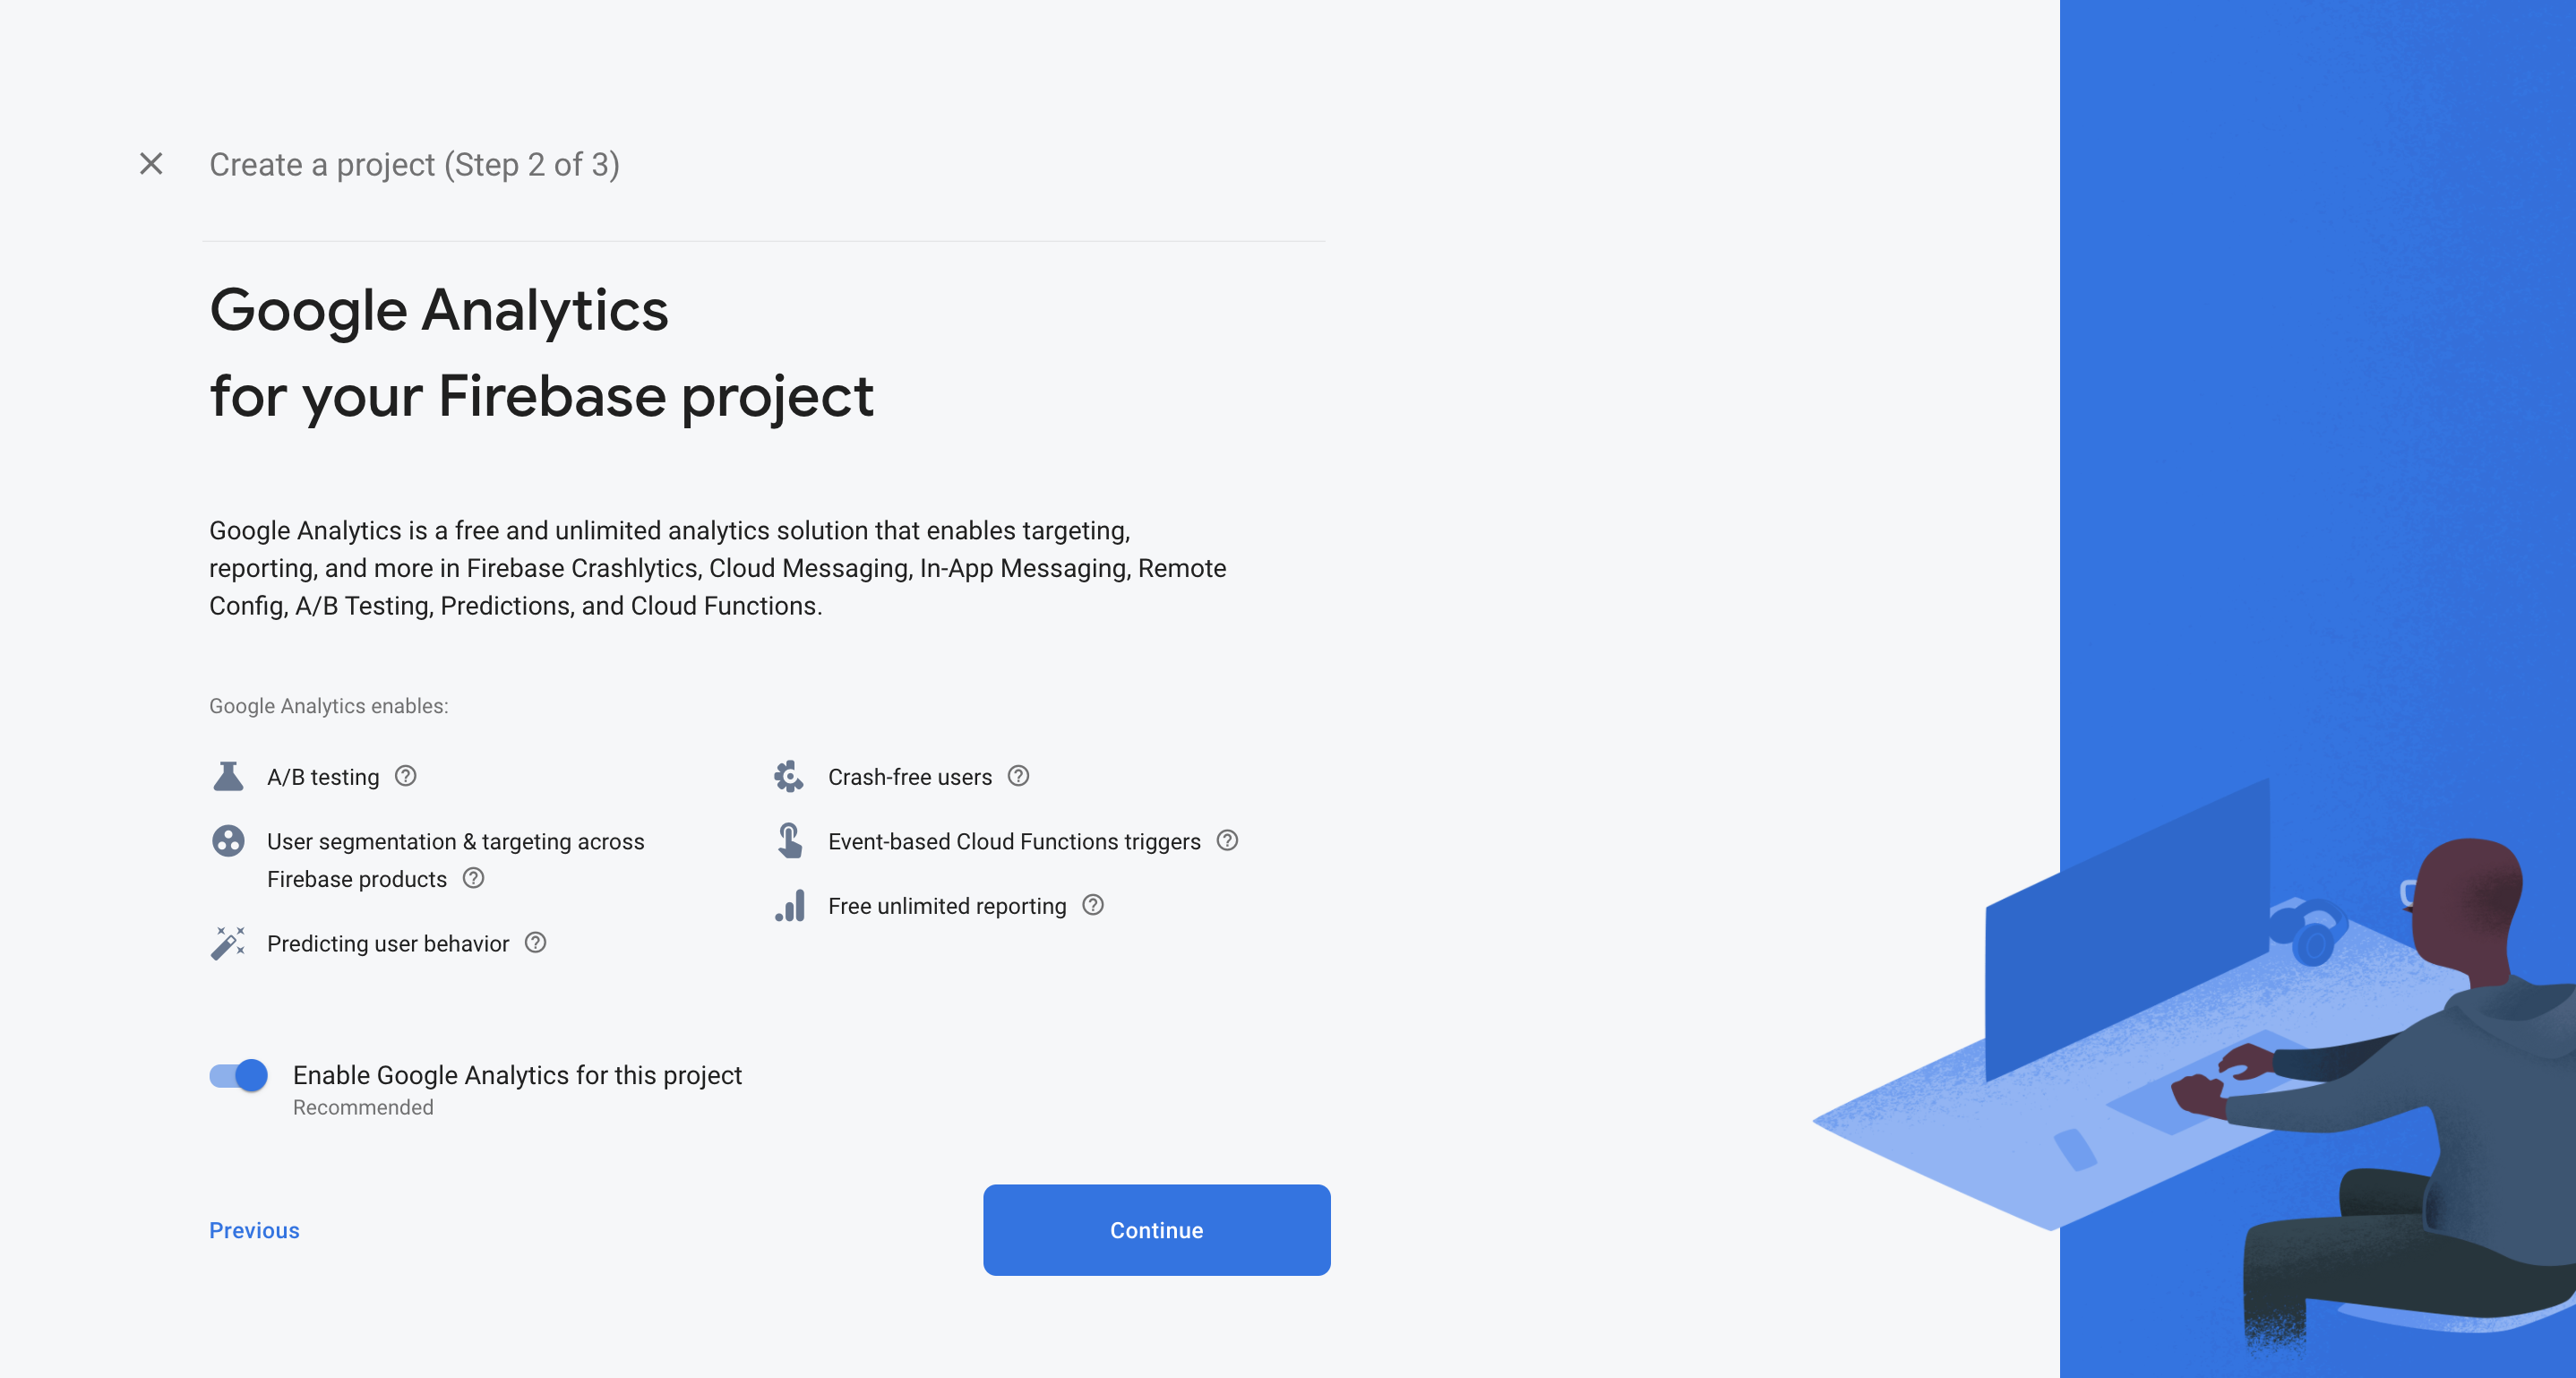 Create a project (Step 2 of 3)
Google Analytics
for your Firebase project
Google Analytics is a free and unlimited analytics solution that enables targeting,
reporting, and more in Firebase Crashlytics, Cloud Messaging, In-App Messaging, Remote
Config, A/B Testing, Predictions, and Cloud Functions.
Google Analytics enables:
A/B testing
User segmentation & targeting across
Firebase products
Predicting user behavior
Crash-free users
Event-based Cloud Functions triggers
Free unlimited reporting
Enable Google Analytics for this project
Recommended
Previous
Continue